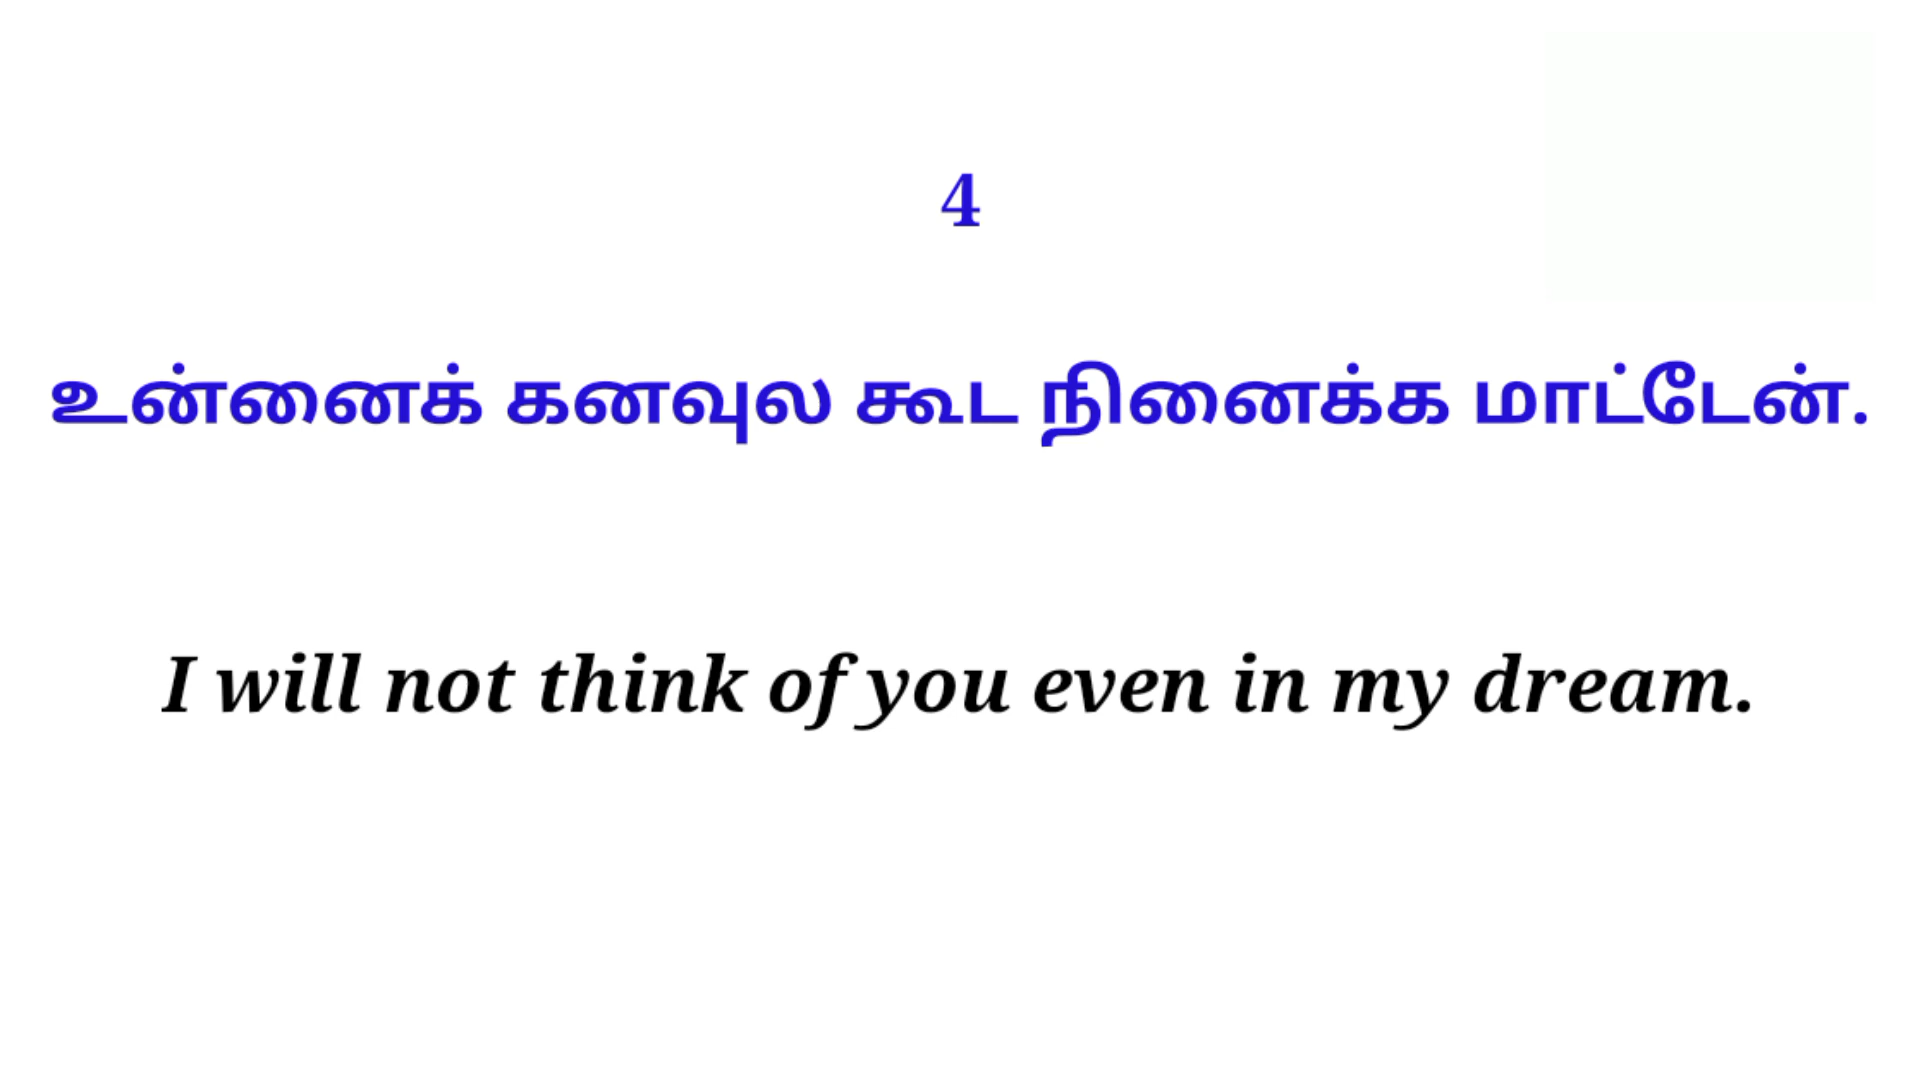 4
உன்னைக் கனவுல கூட நினைக்க மாட்டேன்.
I will not think of you even in my dream.